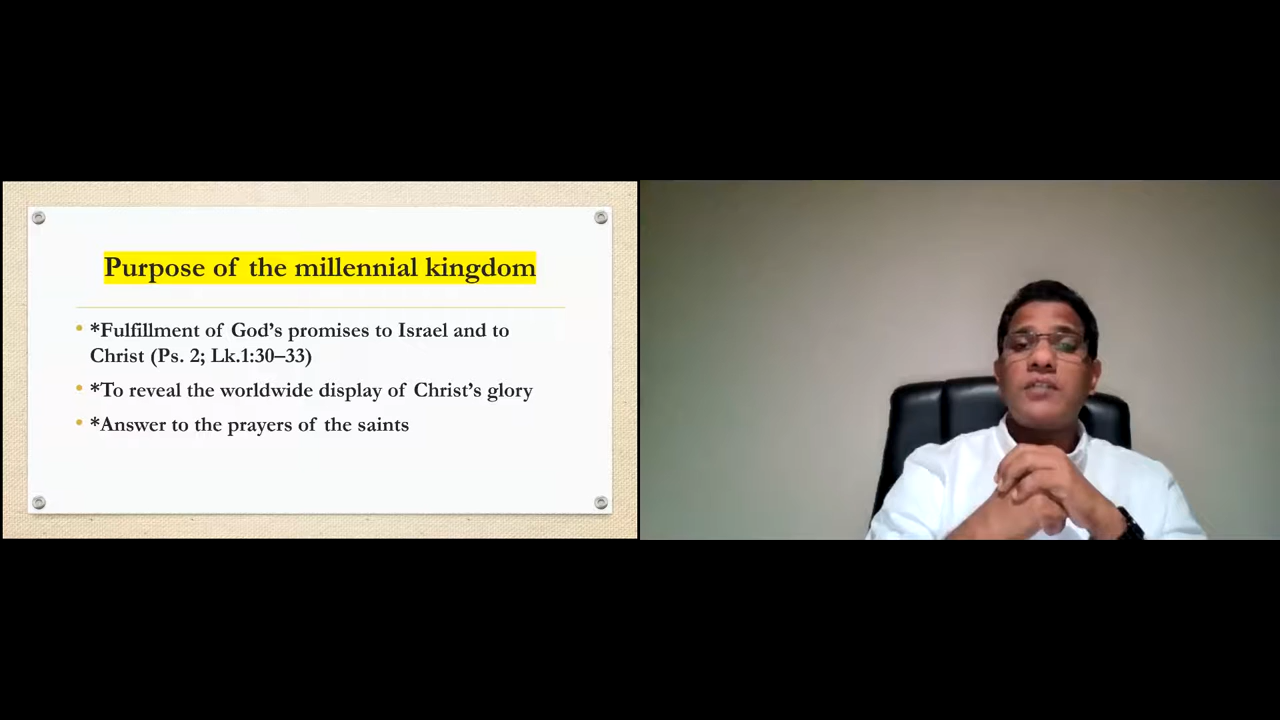 Purpose of the millennial kingdom
*Fulfillment of God’s promises to Israel and to
Christ (Ps. 2; Lk.1:30–33)
*To reveal the worldwide display of Christ’s glory
*Answer to the prayers of the saints